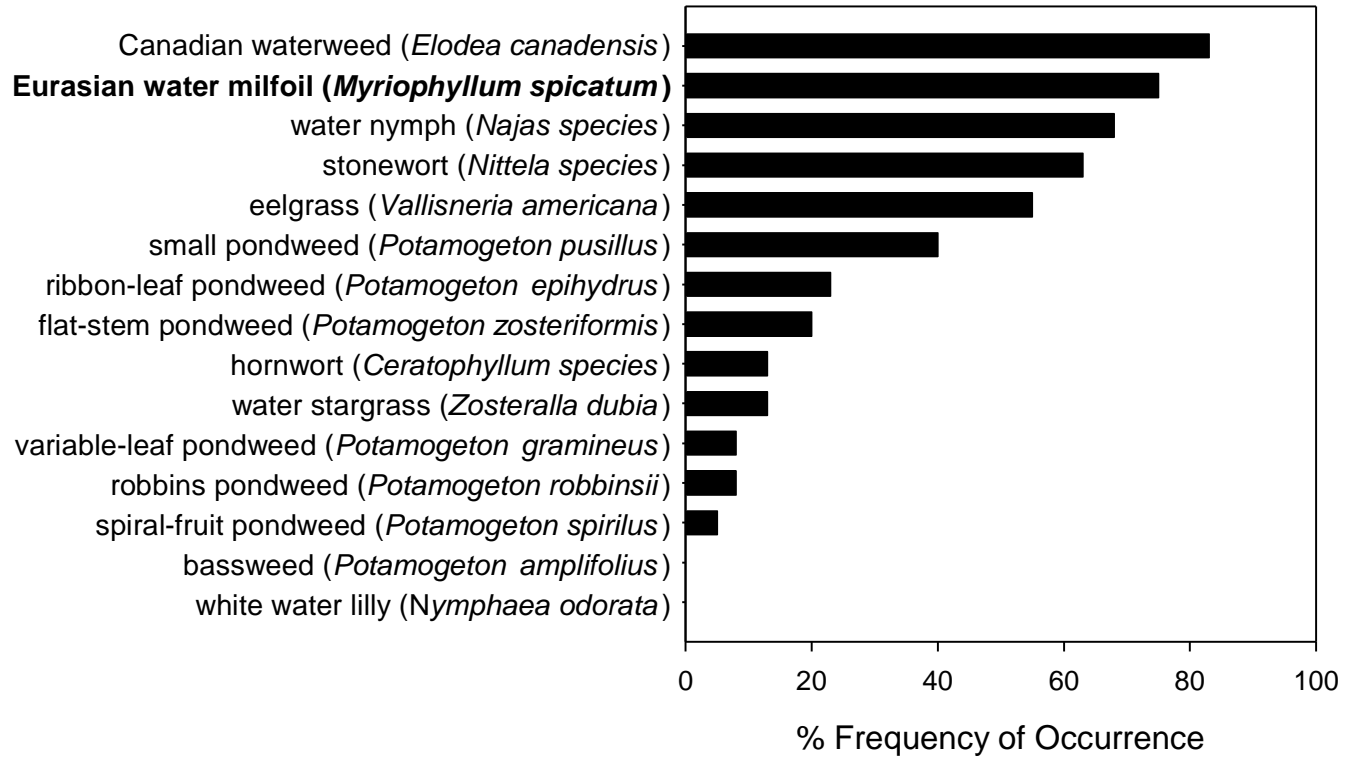 Canadian waterweed (Elodea canadensis)
Eurasian water milfoil (Myriophyllum spicatum)
water nymph (Najas species)
stonewort (Nittela species)
eelgrass (Vallisneria americana)
small pondweed (Potamogeton pusillus)
ribbon-leaf pondweed (Potamogeton epihydrus)
flat-stem pondweed (Potamogeton zosteriformis)
hornwort (Ceratophyllum species)
water stargrass (Zosteralla dubia)
variable-leaf pondweed (Potamogeton gramineus)
robbins pondweed (Potamogeton robbinsii)
spiral-fruit pondweed (Potamogeton spirilus)
bassweed (Potamogeton amplifolius)
white water lilly (Nymphaea odorata)
0 20 40 60 80 100
% Frequency of Occurrence